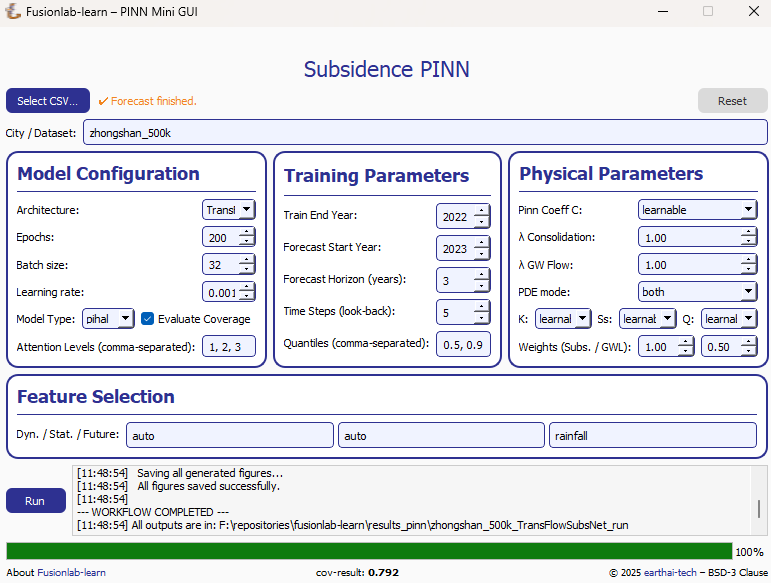 Fusionlab-learn – PINN Mini GUI
Subsidence PINN
Select CSV... ✔ Forecast finished. Reset
City / Dataset: zhongshan_500k
Model Configuration
Architecture: Transf
Epochs: 200
Batch size: 32
Learning rate: 0.001
Model Type: pihal Evaluate Coverage
Attention Levels (comma-separated): 1, 2, 3
Training Parameters
Train End Year: 2022
Forecast Start Year: 2023
Forecast Horizon (years): 3
Time Steps (look-back): 5
Quantiles (comma-separated): 0.5, 0.9
Physical Parameters
Pinn Coeff C: learnable
λ Consolidation: 1.00
λ GW Flow: 1.00
PDE mode: both
K: learnal Ss: learnal Q: learnal
Weights (Subs. / GWL): 1.00 0.50
Feature Selection
Dyn. / Stat. / Future: auto auto rainfall
Run
[11:48:54] Saving all generated figures...
[11:48:54] All figures saved successfully.
[11:48:54]
--- WORKFLOW COMPLETED ---
[11:48:54] All outputs are in: F:\repositories\fusionlab-learn\results_pinn\zhongshan_500k_TransFlowSubsNet_run
100%
About Fusionlab-learn cov-result: 0.792 © 2025 earthai-tech – BSD-3 Clause